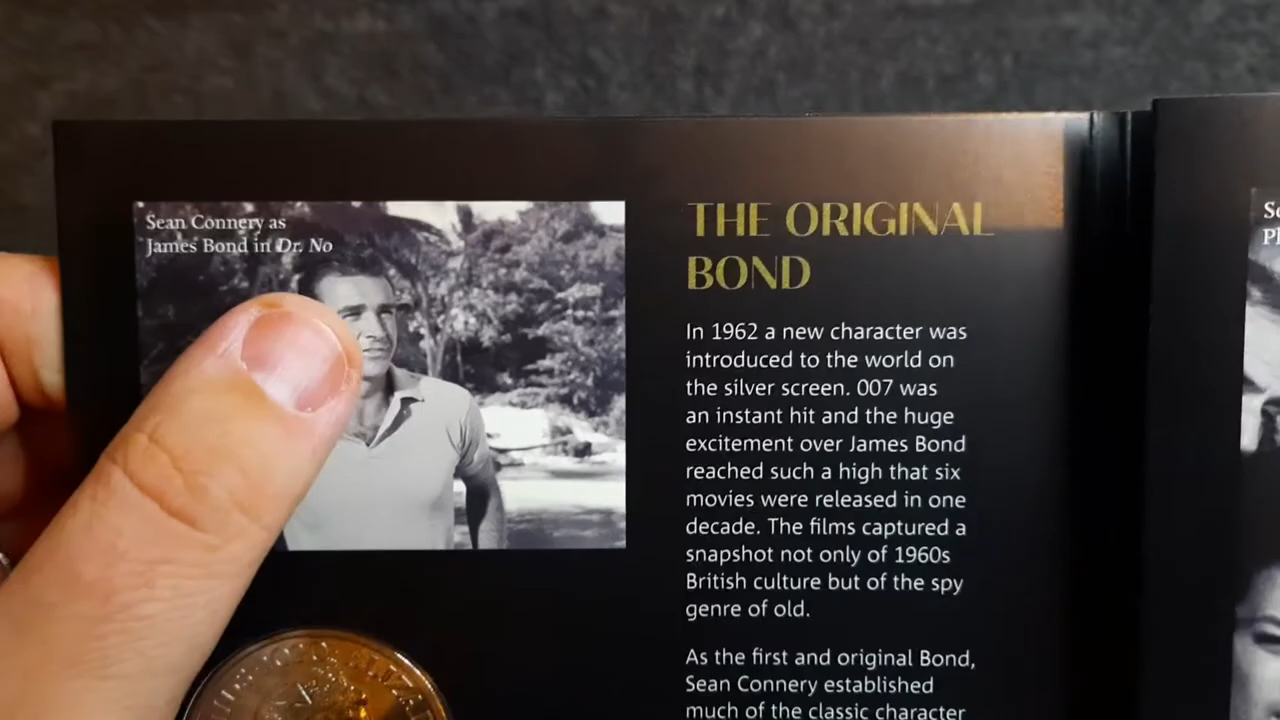 Sean Connery as
James Bond in Dr. No
THE ORIGINAL
BOND
In 1962 a new character was
introduced to the world on
the silver screen. 007 was
an instant hit and the huge
excitement over James Bond
reached such a high that six
movies were released in one
decade. The films captured a
snapshot not only of 1960s
British culture but of the spy
genre of old.
As the first and original Bond,
Sean Connery established
much of the classic character